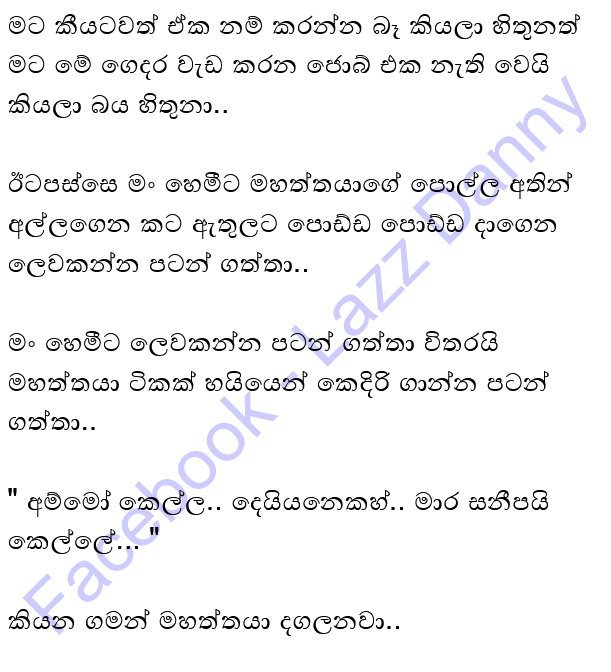 මට කීයටවත් ඒක නම් කරන්න බෑ කියලා හිතුනත්
මට මේ ගෙදර වැඩ කරන ජොබ් එක නැති වෙයි
කියලා බය හිතුනා..
ඊටපස්සෙ මං හෙමීට මහත්තයාගේ පොල්ල අතින්
අල්ලගෙන කට ඇතුලට පොඩ්ඩ පොඩ්ඩ දාගෙන
ලෙවකන්න පටන් ගත්තා..
මං හෙමීට ලෙවකන්න පටන් ගත්තා විතරයි
මහත්තයා ටිකක් හයියෙන් කෙදිරි ගාන්න පටන්
ගත්තා..
" අම්මෝ කෙල්ල.. දෙයියනෙකහ්.. මාර සනීපයි
කෙල්ලේ... "
කියන ගමන් මහත්තයා දගලනවා..
Facebook - Lazz Danny